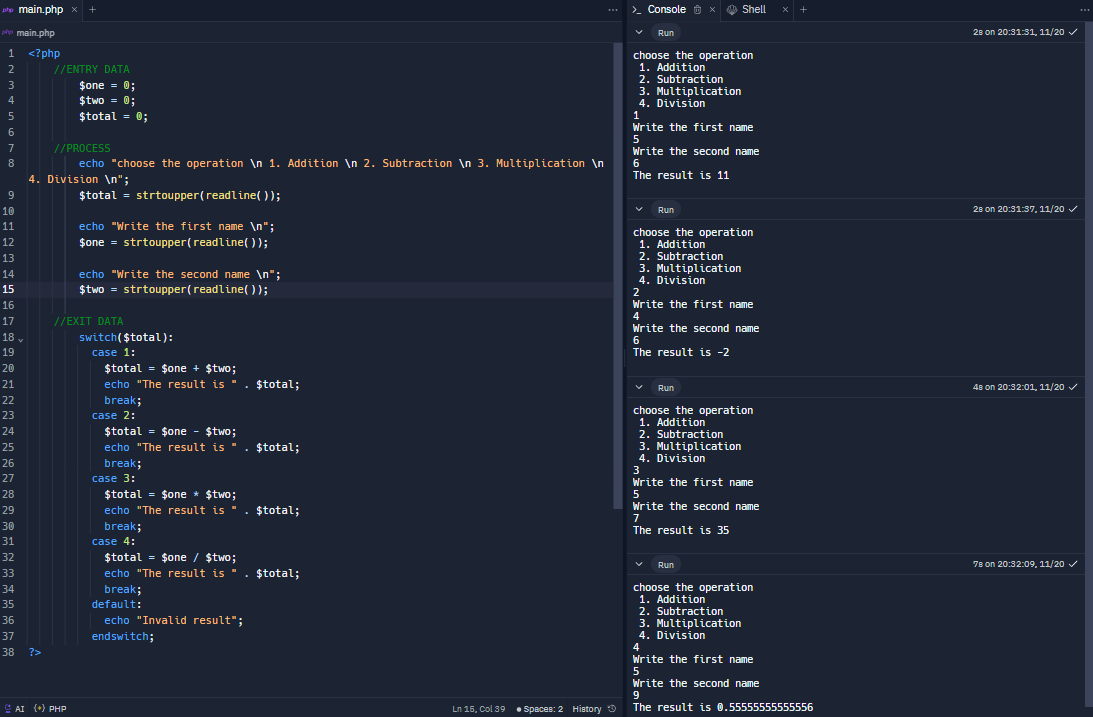 php main.php × +
php main.php
1 <?php
2 //ENTRY DATA
3 $one = 0;
4 $two = 0;
5 $total = 0;
6
7 //PROCESS
8 echo "choose the operation \n 1. Addition \n 2. Subtraction \n 3. Multiplication \n
4. Division \n";
9 $total = strtoupper(readline());
10
11 echo "Write the first name \n";
12 $one = strtoupper(readline());
13
14 echo "Write the second name \n";
15 $two = strtoupper(readline());
16
17 //EXIT DATA
18 switch($total):
19 case 1:
20 $total = $one + $two;
21 echo "The result is " . $total;
22 break;
23 case 2:
24 $total = $one - $two;
25 echo "The result is " . $total;
26 break;
27 case 3:
28 $total = $one * $two;
29 echo "The result is " . $total;
30 break;
31 case 4:
32 $total = $one / $two;
33 echo "The result is " . $total;
34 break;
35 default:
36 echo "Invalid result";
37 endswitch;
38 ?>
AI {•} PHP Ln 15, Col 39 • Spaces: 2 History
Console × Shell × +
Run 2s on 20:31:31, 11/20
choose the operation
1. Addition
2. Subtraction
3. Multiplication
4. Division
1
Write the first name
5
Write the second name
6
The result is 11
Run 2s on 20:31:37, 11/20
choose the operation
1. Addition
2. Subtraction
3. Multiplication
4. Division
2
Write the first name
4
Write the second name
6
The result is -2
Run 4s on 20:32:01, 11/20
choose the operation
1. Addition
2. Subtraction
3. Multiplication
4. Division
3
Write the first name
5
Write the second name
7
The result is 35
Run 7s on 20:32:09, 11/20
choose the operation
1. Addition
2. Subtraction
3. Multiplication
4. Division
4
Write the first name
5
Write the second name
9
The result is 0.55555555555556